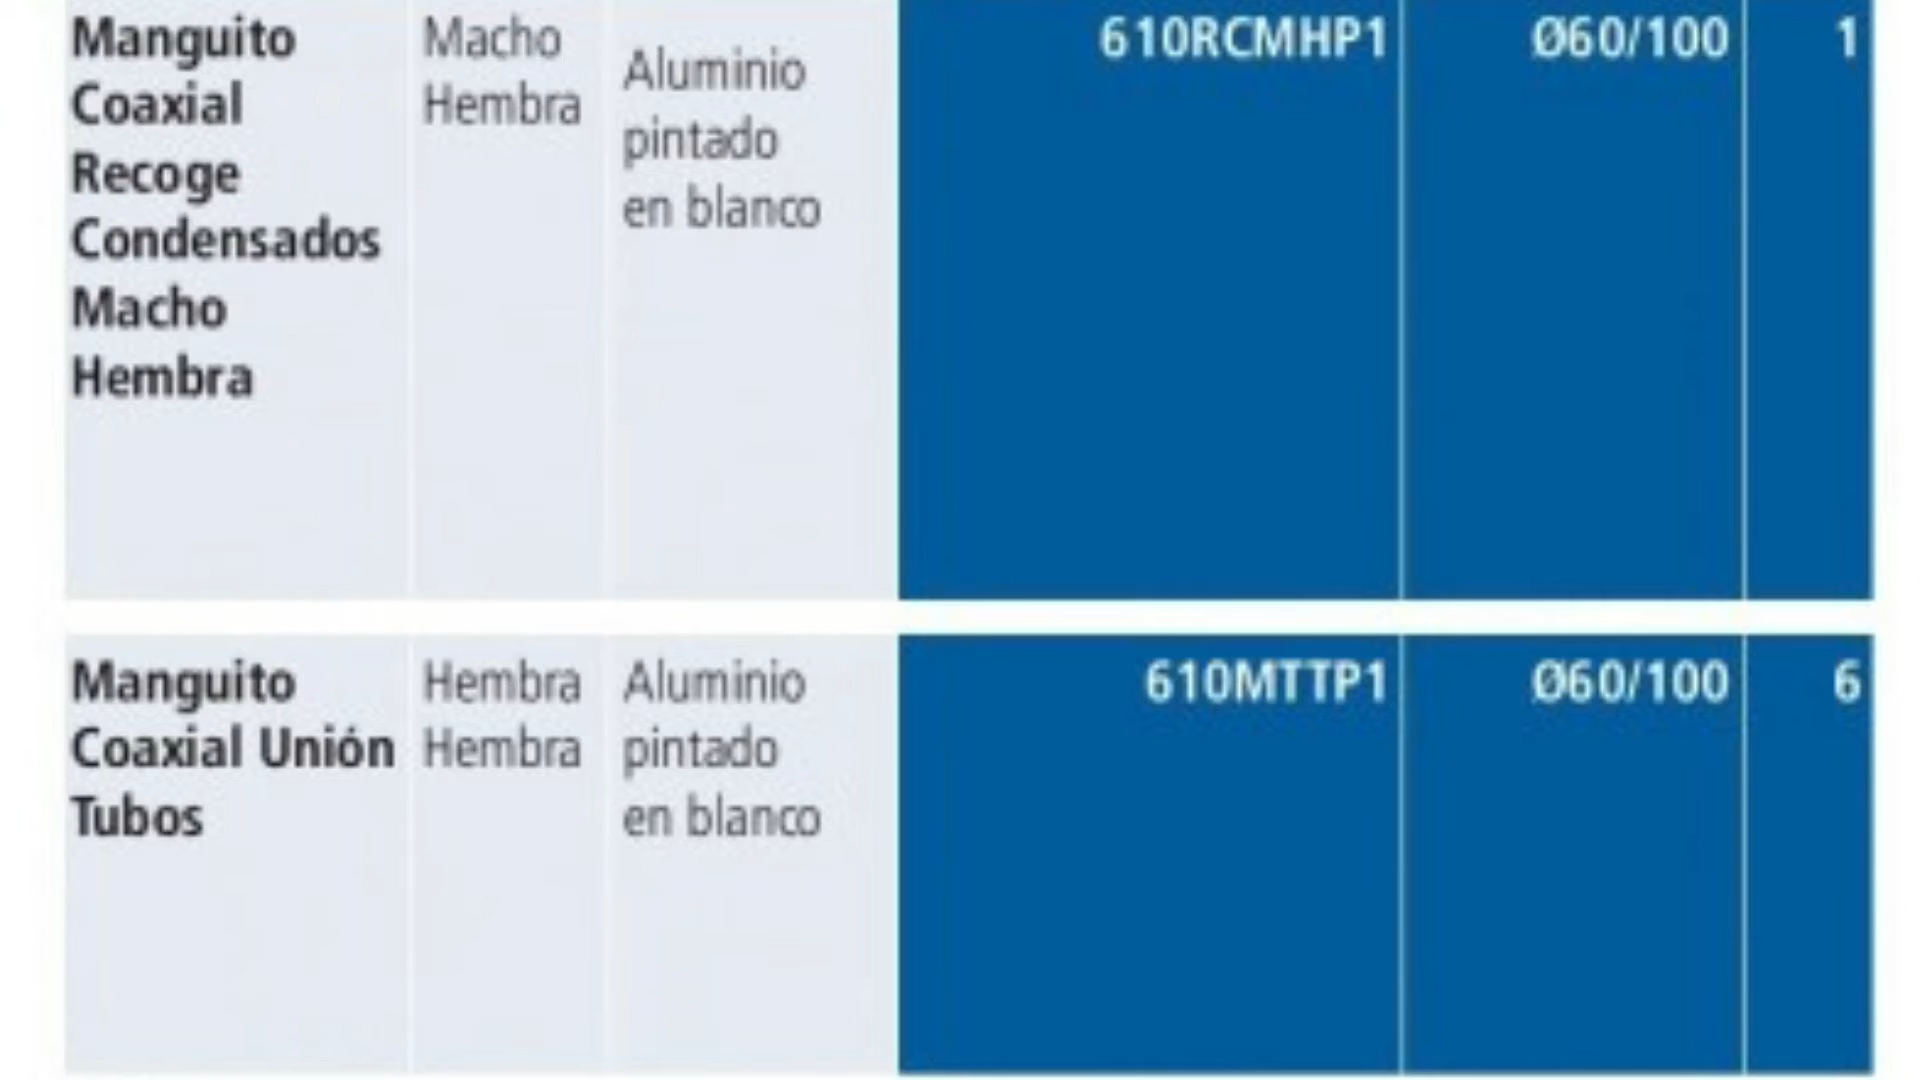 Manguito
Coaxial
Recoge
Condensados
Macho
Hembra
Macho
Hembra
Aluminio
pintado
en blanco
610RCMHP1
Ø60/100
1
Manguito
Coaxial Unión
Tubos
Hembra
Hembra
Aluminio
pintado
en blanco
610MTTP1
Ø60/100
6